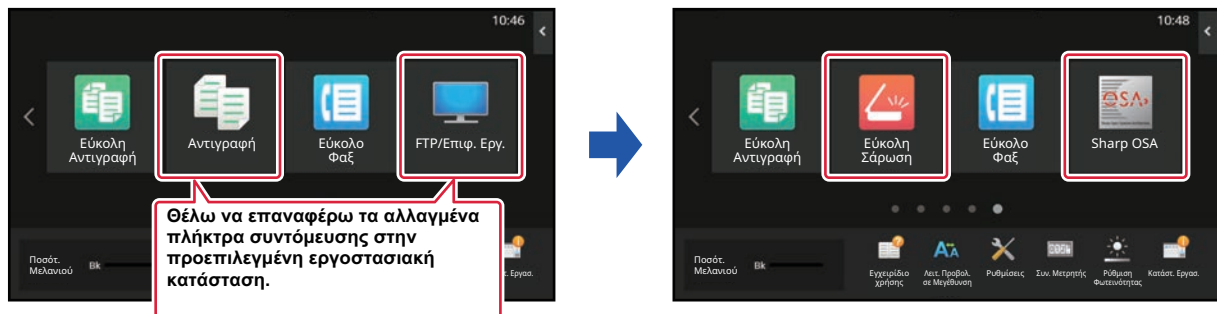 10:46
Εύκολη
Αντιγραφή
Αντιγραφή
Εύκολο
Φαξ
FTP/Επιφ. Εργ.
Θέλω να επαναφέρω τα αλλαγμένα
πλήκτρα συντόμευσης στην
προεπιλεγμένη εργοστασιακή
κατάσταση.
Ποσότ.
Μελανιού
Bk
τ. Εργασ.
10:48
Εύκολη
Αντιγραφή
Εύκολη
Σάρωση
Εύκολο
Φαξ
OSA
Sharp OSA
Ποσότ.
Μελανιού
Bk
Εγχειρίδιο
χρήσης
Λειτ. Προβολ.
σε Μεγέθυνση
Ρυθμίσεις
Συν. Μετρητής
Ρύθμιση
Φωτεινότητας
Κατάστ. Εργασ.